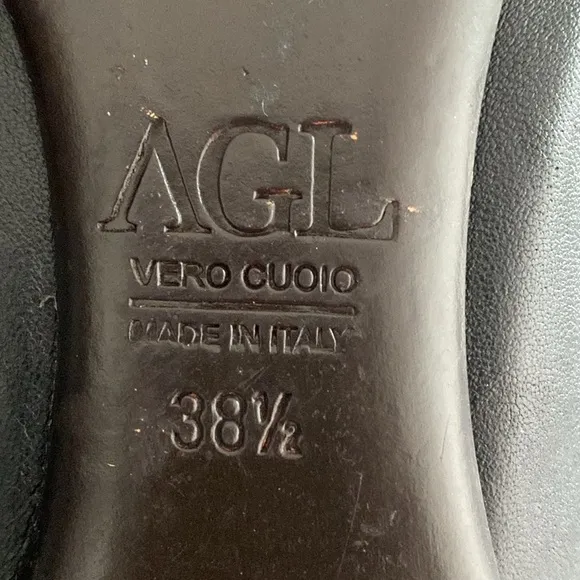 AGL
VERO CUOIO
MADE IN ITALY
38½